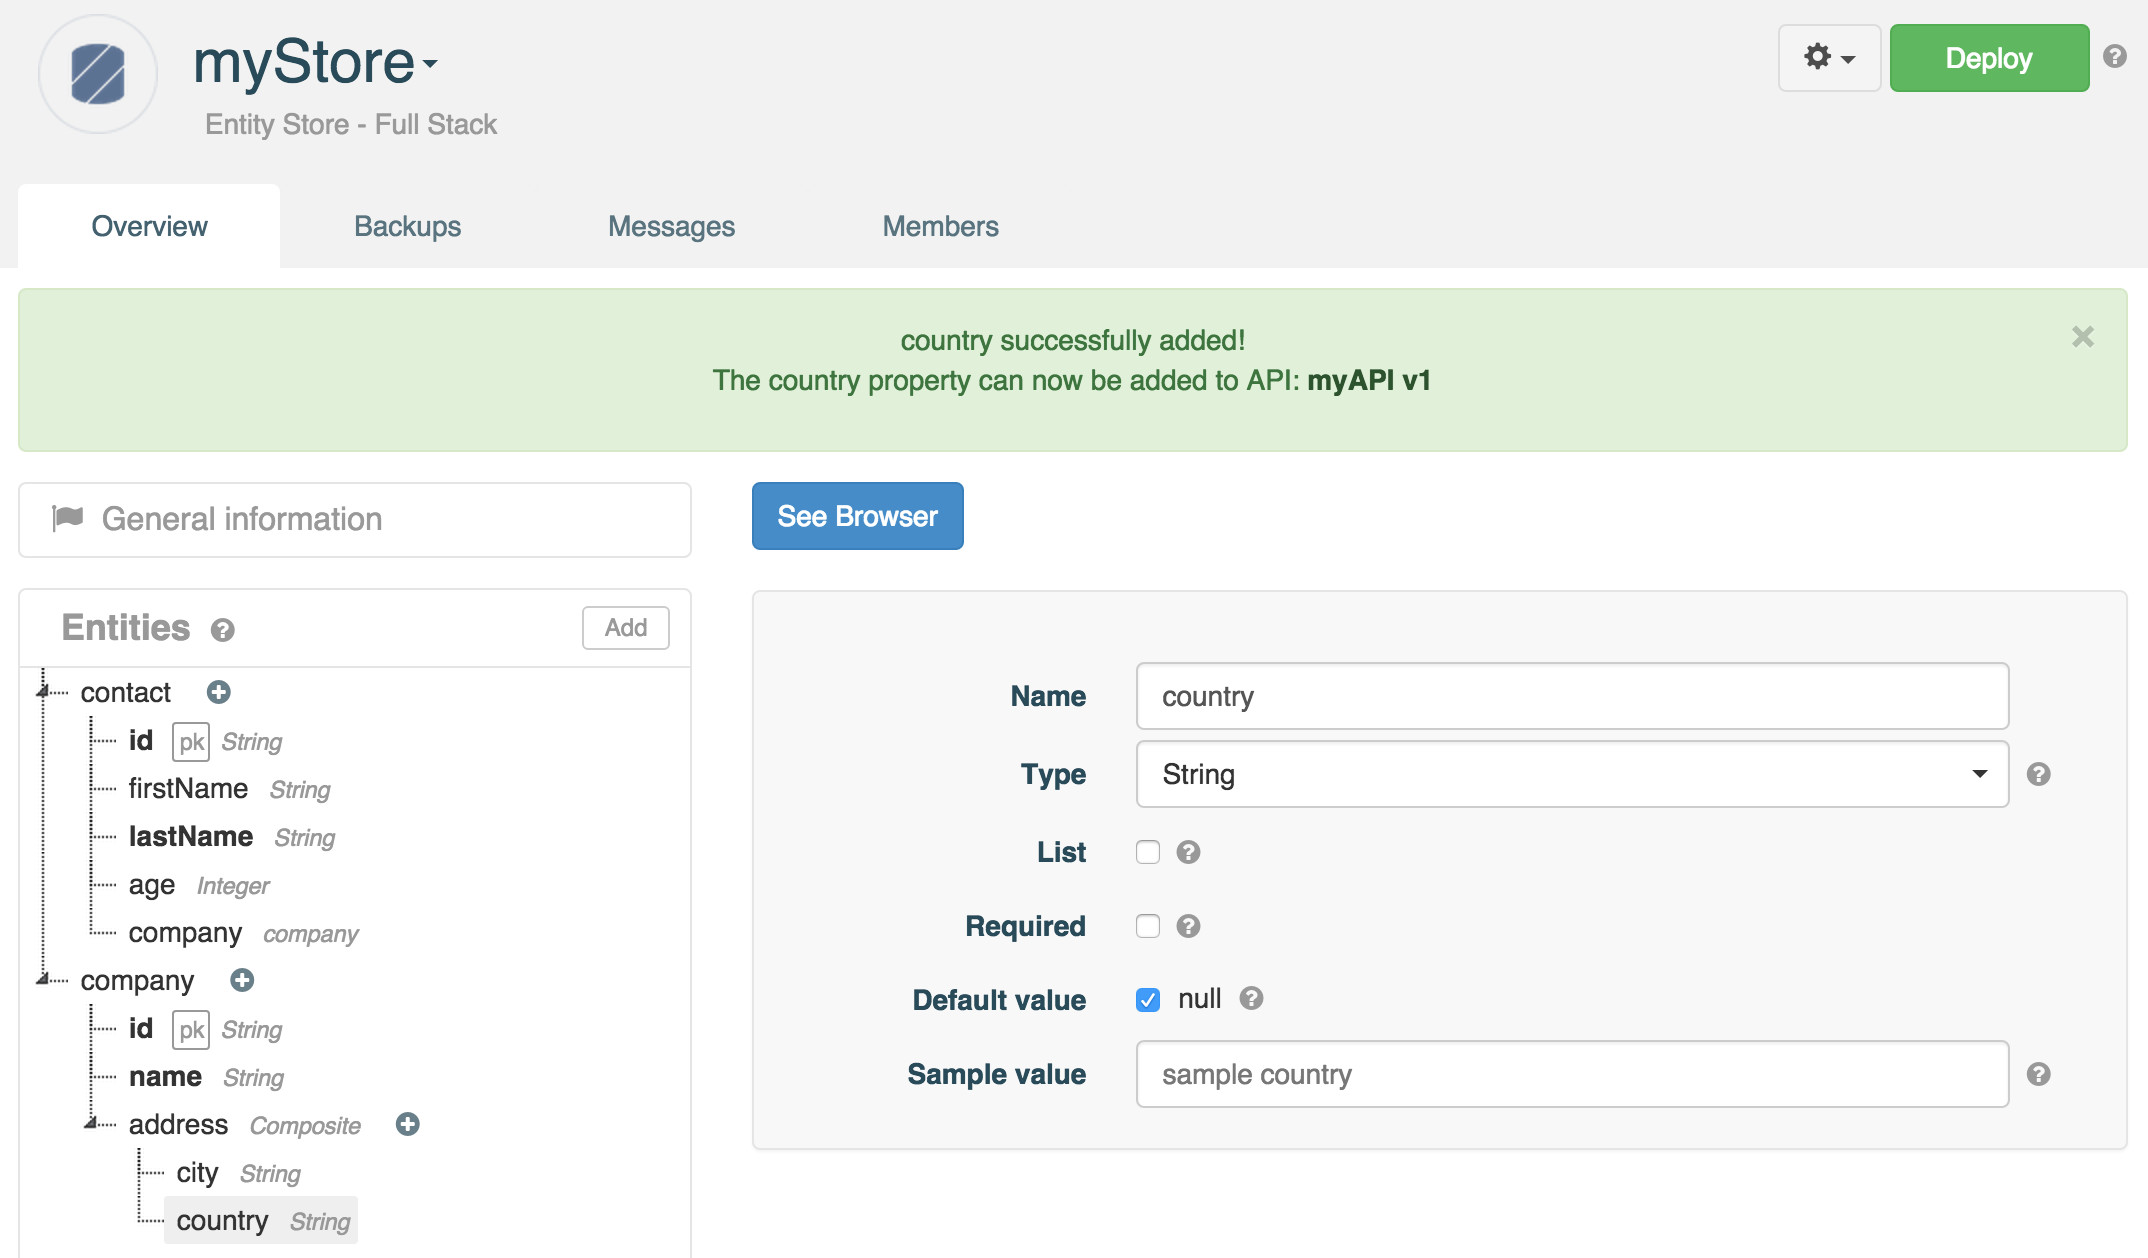 myStore
Entity Store - Full Stack
Deploy
Overview
Backups
Messages
Members
country successfully added!
The country property can now be added to API: myAPI v1
General information
See Browser
Entities
Add
contact
id pk String
firstName String
lastName String
age Integer
company company
company
id pk String
name String
address Composite
city String
country String
Name country
Type String
List
Required
Default value null
Sample value sample country